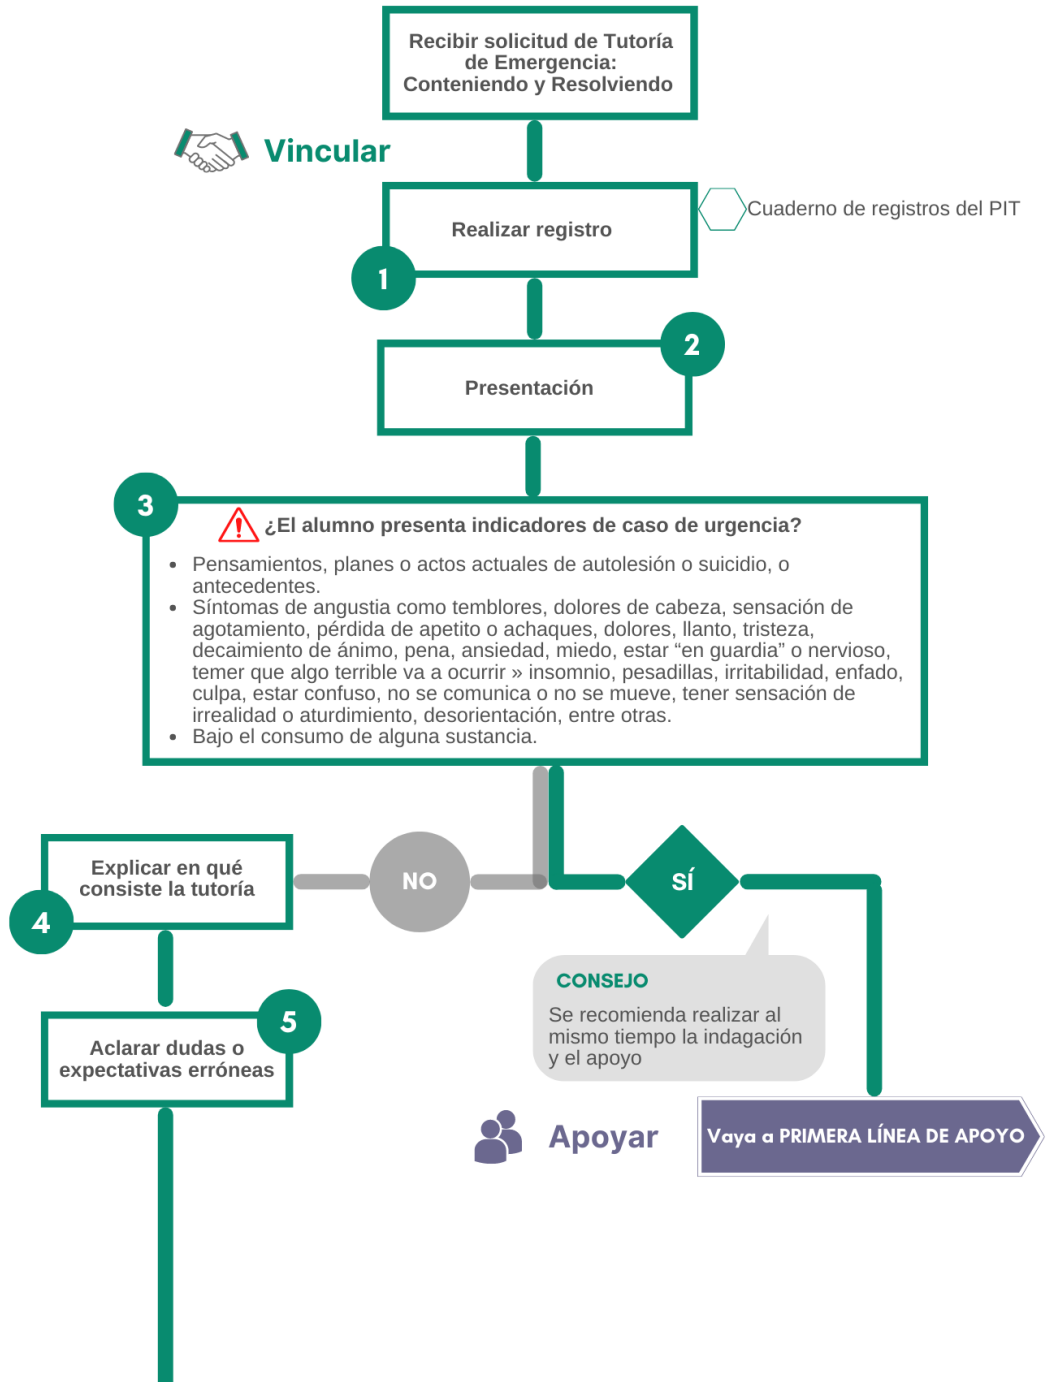 Recibir solicitud de Tutoría
de Emergencia:
Conteniendo y Resolviendo
Vincular
Realizar registro
Cuaderno de registros del PIT
1
2
Presentación
3
¿El alumno presenta indicadores de caso de urgencia?
• Pensamientos, planes o actos actuales de autolesión o suicidio, o
antecedentes.
• Síntomas de angustia como temblores, dolores de cabeza, sensación de
agotamiento, pérdida de apetito o achaques, dolores, llanto, tristeza,
decaimiento de ánimo, pena, ansiedad, miedo, estar “en guardia” o nervioso,
temer que algo terrible va a ocurrir » insomnio, pesadillas, irritabilidad, enfado,
culpa, estar confuso, no se comunica o no se mueve, tener sensación de
irrealidad o aturdimiento, desorientación, entre otras.
• Bajo el consumo de alguna sustancia.
Explicar en qué
consiste la tutoría
NO
SÍ
4
CONSEJO
Se recomienda realizar al
mismo tiempo la indagación
y el apoyo
5
Aclarar dudas o
expectativas erróneas
Apoyar
Vaya a PRIMERA LÍNEA DE APOYO